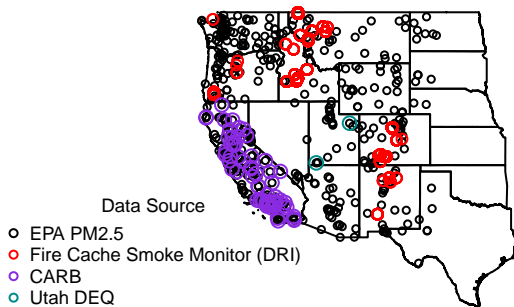 Data Source
EPA PM2.5
Fire Cache Smoke Monitor (DRI)
CARB
Utah DEQ